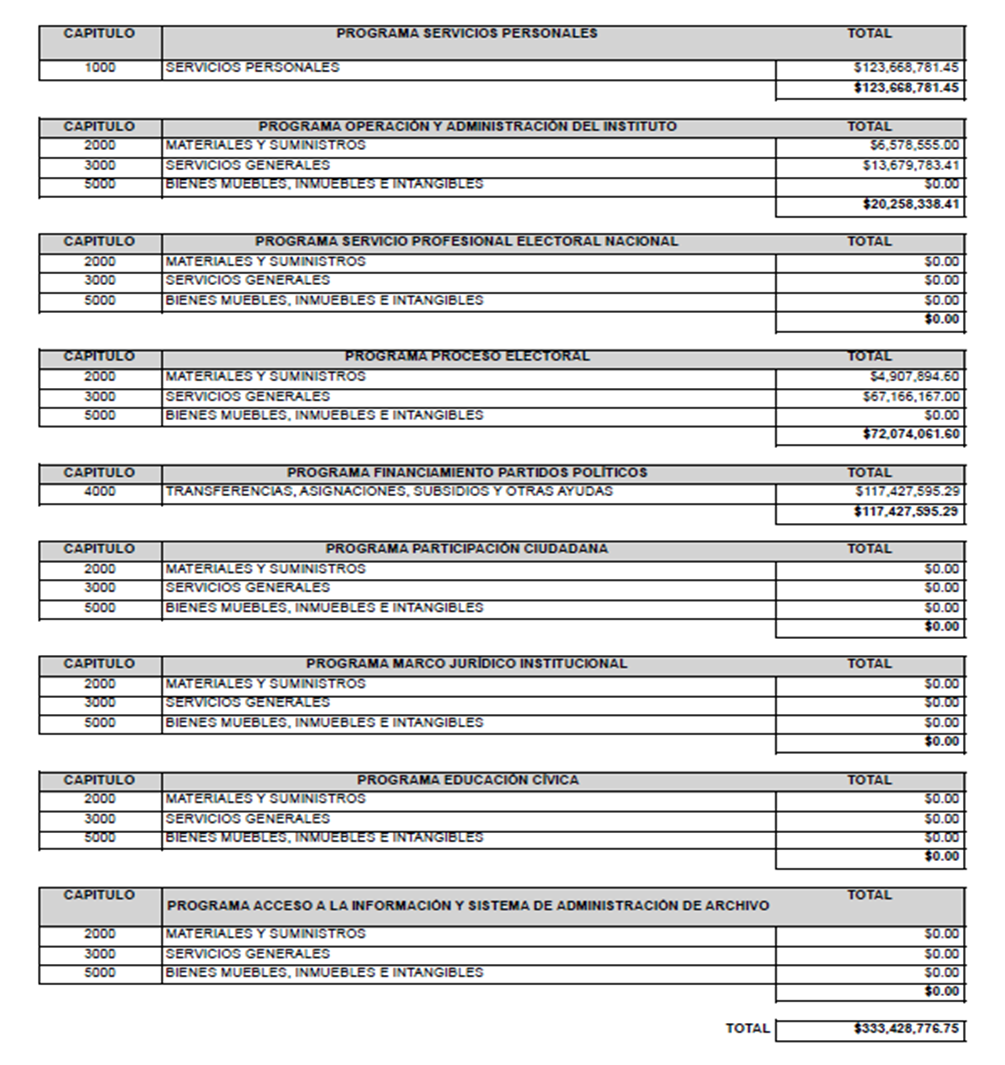 CAPITULO PROGRAMA SERVICIOS PERSONALES TOTAL
1000 SERVICIOS PERSONALES $123,668,781.45
$123,668,781.45
CAPITULO PROGRAMA OPERACIÓN Y ADMINISTRACIÓN DEL INSTITUTO TOTAL
2000 MATERIALES Y SUMINISTROS $6,578,555.00
3000 SERVICIOS GENERALES $13,679,783.41
5000 BIENES MUEBLES, INMUEBLES E INTANGIBLES $0.00
$20,258,338.41
CAPITULO PROGRAMA SERVICIO PROFESIONAL ELECTORAL NACIONAL TOTAL
2000 MATERIALES Y SUMINISTROS $0.00
3000 SERVICIOS GENERALES $0.00
5000 BIENES MUEBLES, INMUEBLES E INTANGIBLES $0.00
$0.00
CAPITULO PROGRAMA PROCESO ELECTORAL TOTAL
2000 MATERIALES Y SUMINISTROS $4,907,894.60
3000 SERVICIOS GENERALES $67,166,167.00
5000 BIENES MUEBLES, INMUEBLES E INTANGIBLES $0.00
$72,074,061.60
CAPITULO PROGRAMA FINANCIAMIENTO PARTIDOS POLÍTICOS TOTAL
4000 TRANSFERENCIAS, ASIGNACIONES, SUBSIDIOS Y OTRAS AYUDAS $117,427,595.29
$117,427,595.29
CAPITULO PROGRAMA PARTICIPACIÓN CIUDADANA TOTAL
2000 MATERIALES Y SUMINISTROS $0.00
3000 SERVICIOS GENERALES $0.00
5000 BIENES MUEBLES, INMUEBLES E INTANGIBLES $0.00
$0.00
CAPITULO PROGRAMA MARCO JURÍDICO INSTITUCIONAL TOTAL
2000 MATERIALES Y SUMINISTROS $0.00
3000 SERVICIOS GENERALES $0.00
5000 BIENES MUEBLES, INMUEBLES E INTANGIBLES $0.00
$0.00
CAPITULO PROGRAMA EDUCACIÓN CÍVICA TOTAL
2000 MATERIALES Y SUMINISTROS $0.00
3000 SERVICIOS GENERALES $0.00
5000 BIENES MUEBLES, INMUEBLES E INTANGIBLES $0.00
$0.00
CAPITULO PROGRAMA ACCESO A LA INFORMACIÓN Y SISTEMA DE ADMINISTRACIÓN DE ARCHIVO TOTAL
2000 MATERIALES Y SUMINISTROS $0.00
3000 SERVICIOS GENERALES $0.00
5000 BIENES MUEBLES, INMUEBLES E INTANGIBLES $0.00
$0.00
TOTAL $333,428,776.75